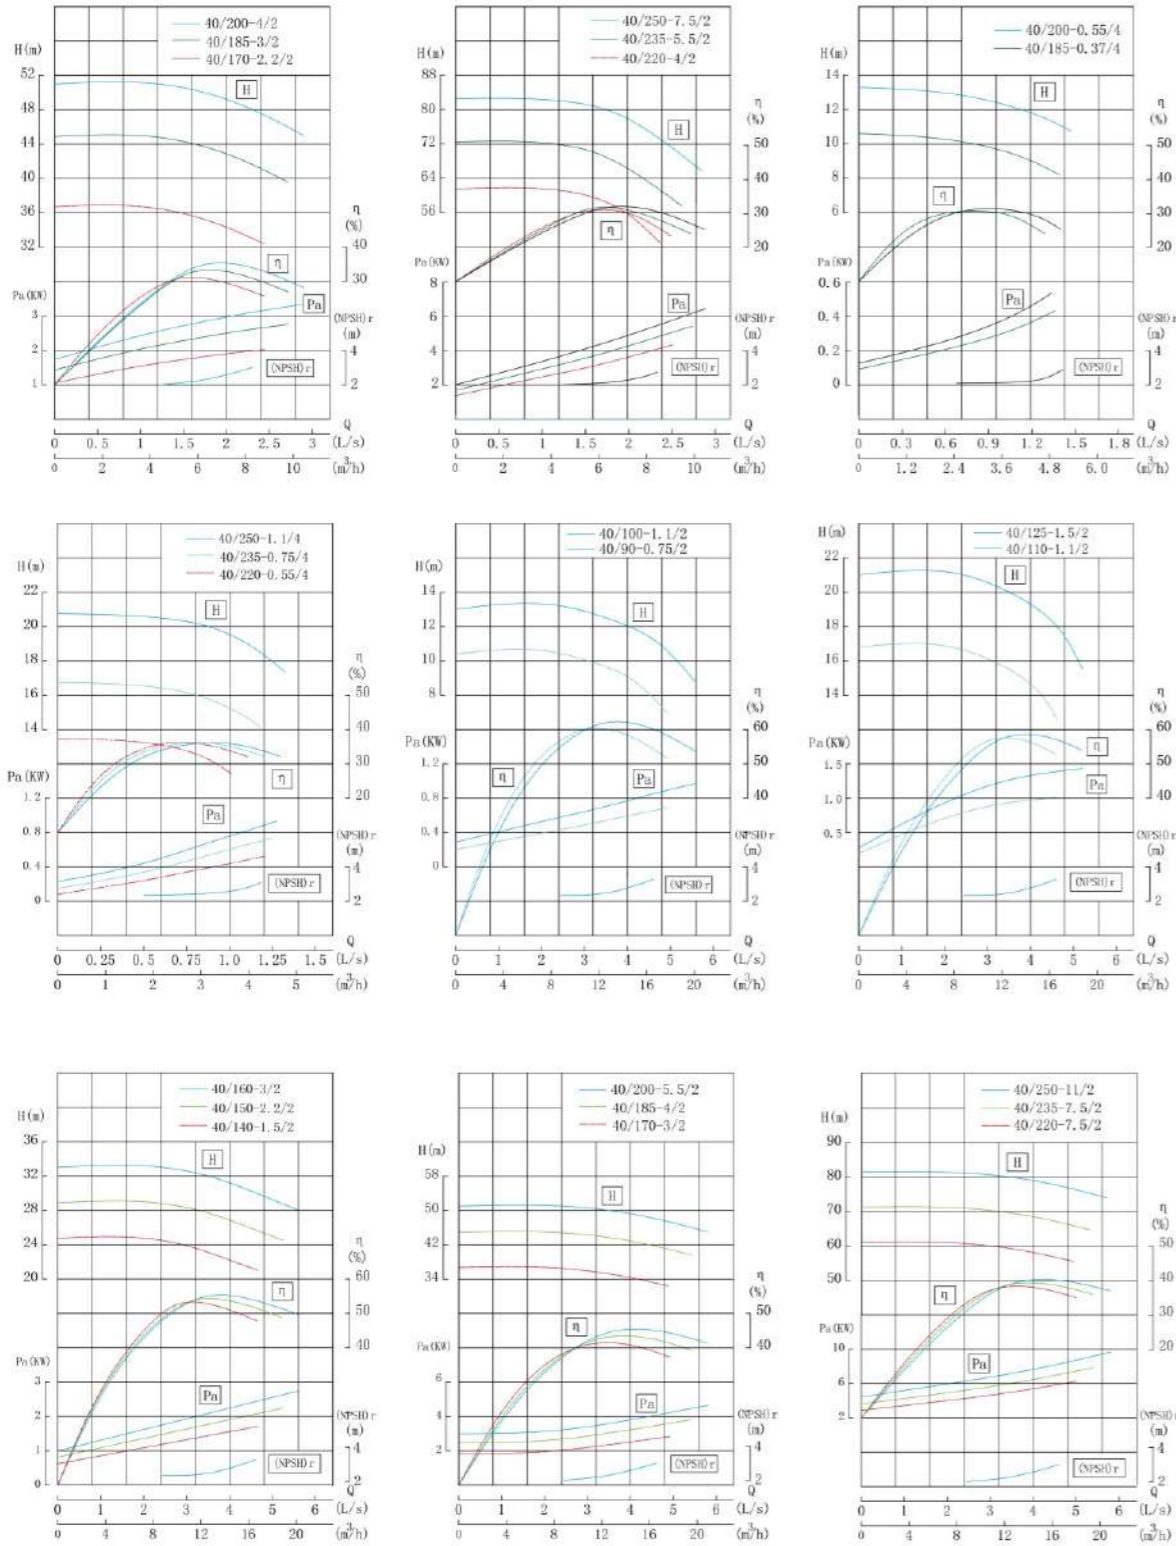 40/200-4/2
40/185-3/2
40/170-2.2/2
H(m)
52
48
44
40
36
32
H
η
(%)
40
30
η
Pa(KW)
3
2
1
Pa
(NPSH)r
(m)
4
2
(NPSH)r
Q
0 0.5 1 1.5 2 2.5 3 (L/s)
0 2 4 6 8 10 (m³/h)
40/250-7.5/2
40/235-5.5/2
40/220-4/2
H(m)
88
80
72
64
56
H
η
(%)
50
40
30
20
η
Pa(KW)
8
6
4
2
Pa
(NPSH)r
(m)
4
2
(NPSH)r
Q
0 0.5 1 1.5 2 2.5 3 (L/s)
0 2 4 6 8 10 (m³/h)
40/200-0.55/4
40/185-0.37/4
H(m)
14
12
10
8
6
H
η
(%)
50
40
30
20
η
Pa(KW)
0.6
0.4
0.2
0
Pa
(NPSH)r
(m)
4
2
(NPSH)r
Q
0 0.3 0.6 0.9 1.2 1.5 1.8 (L/s)
0 1.2 2.4 3.6 4.8 6.0 (m³/h)
40/250-1.1/4
40/235-0.75/4
40/220-0.55/4
H(m)
22
20
18
16
14
H
η
(%)
50
40
30
20
η
Pa(KW)
1.2
0.8
0.4
0
Pa
(NPSH)r
(m)
4
2
(NPSH)r
Q
0 0.25 0.5 0.75 1.0 1.25 1.5 (L/s)
0 1 2 3 4 5 (m³/h)
40/100-1.1/2
40/90-0.75/2
H(m)
14
12
10
8
H
η
(%)
60
50
40
η
Pa(KW)
1.2
0.8
0.4
0
Pa
(NPSH)r
(m)
4
2
(NPSH)r
Q
0 1 2 3 4 5 6 (L/s)
0 4 8 12 16 20 (m³/h)
40/125-1.5/2
40/110-1.1/2
H(m)
22
20
18
16
14
H
η
(%)
60
50
40
η
Pa(KW)
1.5
1.0
0.5
Pa
(NPSH)r
(m)
4
2
(NPSH)r
Q
0 1 2 3 4 5 6 (L/s)
0 4 8 12 16 20 (m³/h)
40/160-3/2
40/150-2.2/2
40/140-1.5/2
H(m)
36
32
28
24
20
H
η
(%)
60
50
40
η
Pa(KW)
3
2
1
0
Pa
(NPSH)r
(m)
4
2
(NPSH)r
Q
0 1 2 3 4 5 6 (L/s)
0 4 8 12 16 20 (m³/h)
40/200-5.5/2
40/185-4/2
40/170-3/2
H(m)
58
50
42
34
H
η
(%)
50
40
η
Pa(KW)
6
4
2
Pa
(NPSH)r
(m)
4
2
(NPSH)r
Q
0 1 2 3 4 5 6 (L/s)
0 4 8 12 16 20 (m³/h)
40/250-11/2
40/235-7.5/2
40/220-7.5/2
H(m)
90
80
70
60
50
H
η
(%)
50
40
30
20
η
Pa(KW)
10
6
2
Pa
(NPSH)r
(m)
4
2
(NPSH)r
Q
0 1 2 3 4 5 6 (L/s)
0 4 8 12 16 20 (m³/h)